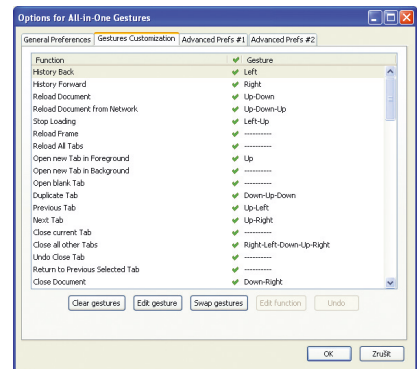 Options for All-in-One Gestures
General Preferences Gestures Customization Advanced Prefs #1 Advanced Prefs #2
Function Gesture
History Back Left
History Forward Right
Reload Document Up-Down
Reload Document from Network Up-Down-Up
Stop Loading Left-Up
Reload Frame ----------
Reload All Tabs ----------
Open new Tab in Foreground Up
Open new Tab in Background ----------
Open blank Tab ----------
Duplicate Tab Down-Up-Down
Previous Tab Up-Left
Next Tab Up-Right
Close current Tab ----------
Close all other Tabs Right-Left-Down-Up-Right
Undo Close Tab ----------
Return to Previous Selected Tab ----------
Close Document Down-Right
Clear gestures Edit gesture Swap gestures Edit function Undo
OK Zrušit